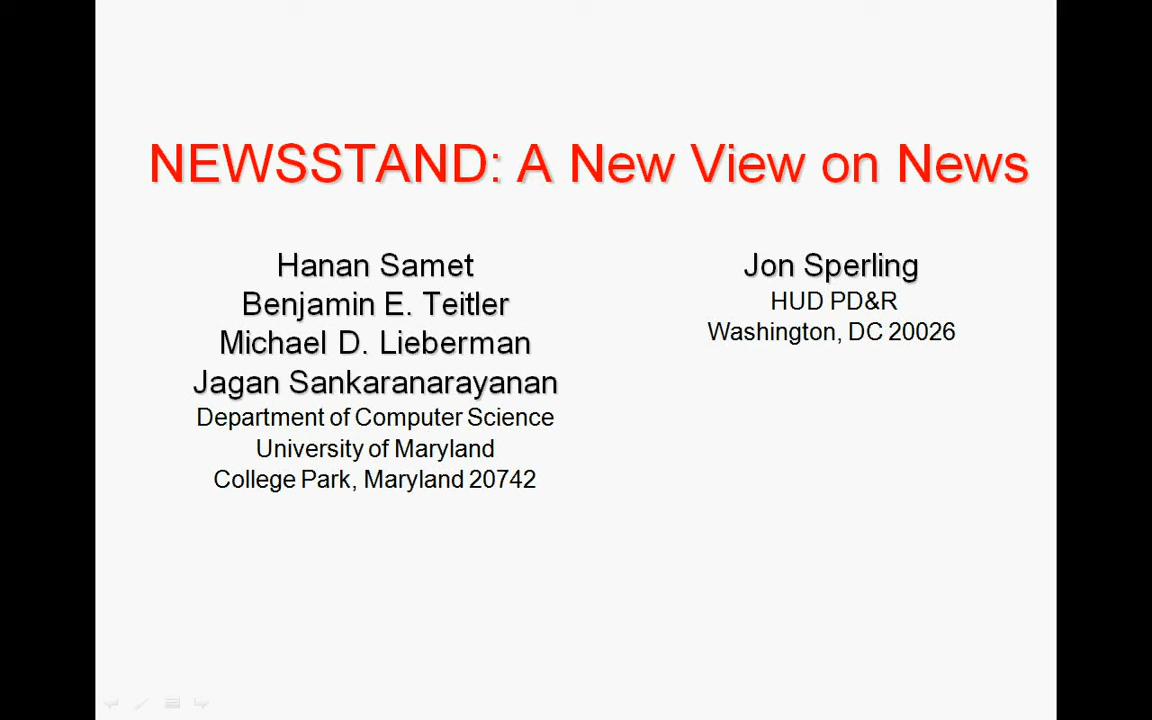 NEWSSTAND: A New View on News
Hanan Samet
Benjamin E. Teitler
Michael D. Lieberman
Jagan Sankaranarayanan
Department of Computer Science
University of Maryland
College Park, Maryland 20742
Jon Sperling
HUD PD&R
Washington, DC 20026